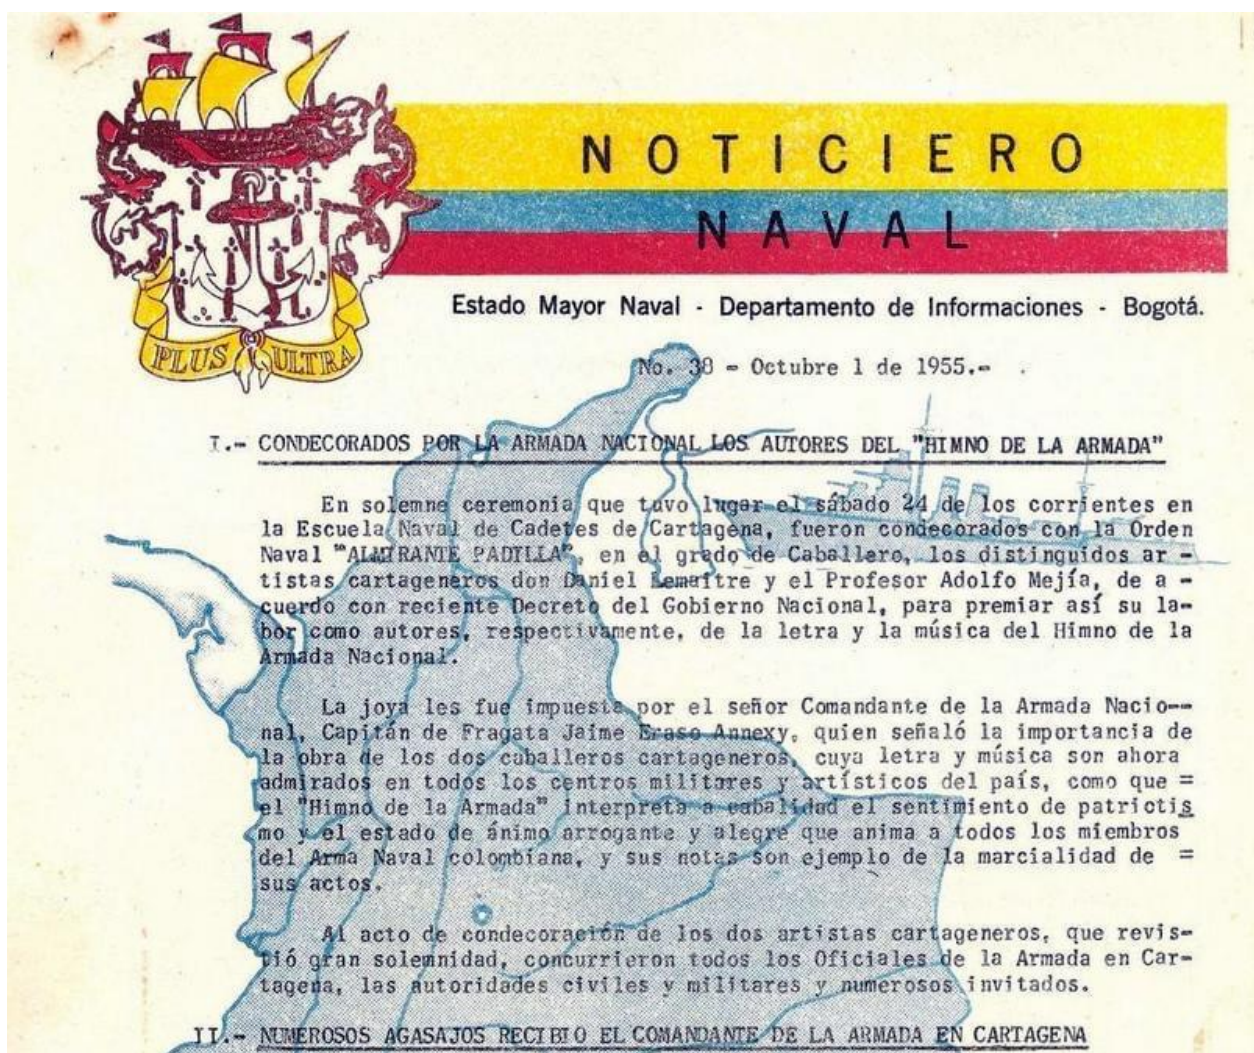 NOTICIERO
NAVAL
Estado Mayor Naval - Departamento de Informaciones - Bogotá.
PLUS ULTRA
No. 38 - Octubre 1 de 1955.-
I.- CONDECORADOS POR LA ARMADA NACIONAL LOS AUTORES DEL "HIMNO DE LA ARMADA"
En solemne ceremonia que tuvo lugar el sábado 24 de los corrientes en
la Escuela Naval de Cadetes de Cartagena, fueron condecorados con la Orden
Naval "ALMIRANTE PADILLA", en el grado de Caballero, los distinguidos ar -
tistas cartageneros don Daniel Lemaitre y el Profesor Adolfo Mejía, de a -
cuerdo con reciente Decreto del Gobierno Nacional, para premiar así su la-
bor como autores, respectivamente, de la letra y la música del Himno de la
Armada Nacional.
La joya les fue impuesta por el señor Comandante de la Armada Nacio--
nal, Capitán de Fragata Jaime Eraso Annexy, quien señaló la importancia de
la obra de los dos caballeros cartageneros, cuya letra y música son ahora
admirados en todos los centros militares y artísticos del país, como que =
el "Himno de la Armada" interpreta a cabalidad el sentimiento de patriotis
mo y el estado de ánimo arrogante y alegre que anima a todos los miembros
del Arma Naval colombiana, y sus notas son ejemplo de la marcialidad de =
sus actos.
Al acto de condecoración de los dos artistas cartageneros, que revis-
tió gran solemnidad, concurrieron todos los Oficiales de la Armada en Car-
tagena, las autoridades civiles y militares y numerosos invitados.
II.- NUMEROSOS AGASAJOS RECIBIO EL COMANDANTE DE LA ARMADA EN CARTAGENA